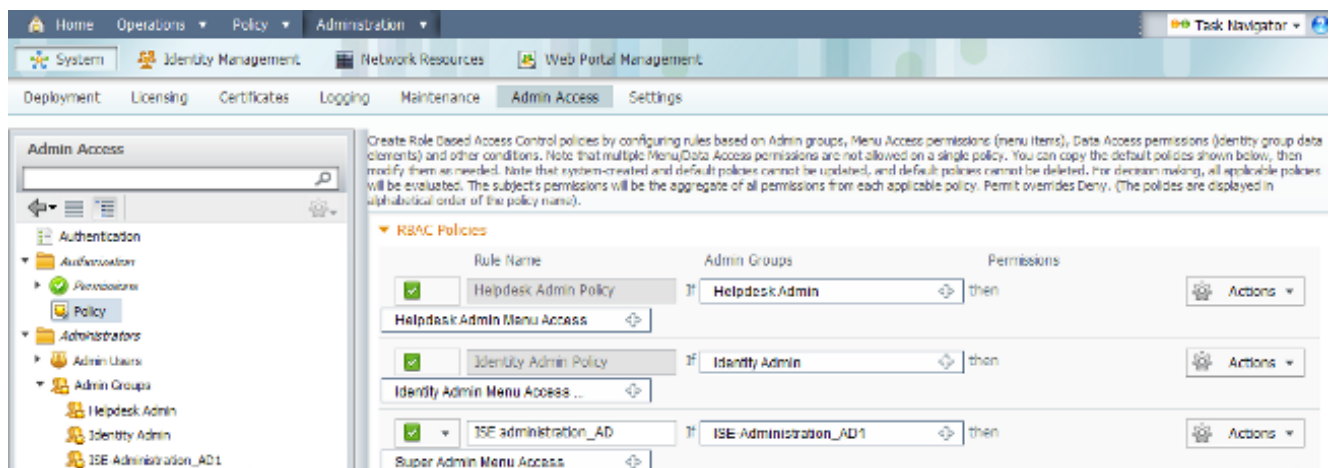 Home Operations Policy Administration Task Navigator
System Identity Management Network Resources Web Portal Management
Deployment Licensing Certificates Logging Maintenance Admin Access Settings
Admin Access
Authentication
Authorization
Permissions
Policy
Administrators
Admin Users
Admin Groups
Helpdesk Admin
Identity Admin
ISE-Administration_AD1
Create Role Based Access Control policies by configuring rules based on Admin groups, Menu Access permissions (menu items), Data Access permissions (identity group data
elements) and other conditions. Note that multiple Menu/Data Access permissions are not allowed on a single policy. You can copy the default policies shown below, then
modify them as needed. Note that system-created and default policies cannot be updated, and default policies cannot be deleted. For decision making, all applicable policies
will be evaluated. The subject's permissions will be the aggregate of all permissions from each applicable policy. Permit overrides Deny. (The policies are displayed in
alphabetical order of the policy name).
RBAC Policies
Rule Name Admin Groups Permissions
Helpdesk Admin Policy If Helpdesk Admin then Actions
Helpdesk Admin Menu Access
Identity Admin Policy If Identity Admin then Actions
Identity Admin Menu Access ...
ISE administration_AD If ISE-Administration_AD1 then Actions
Super Admin Menu Access